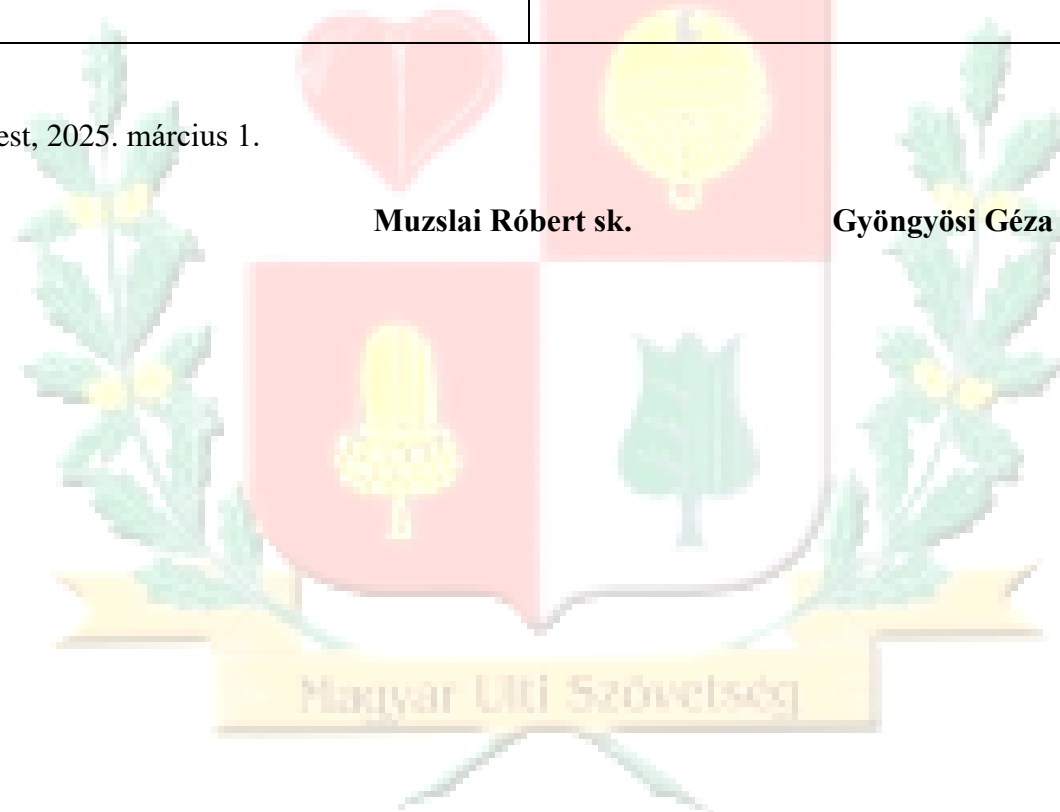 est, 2025. március 1.
Muzslai Róbert sk. Gyöngyösi Géza
Magyar Ulti Szövetség